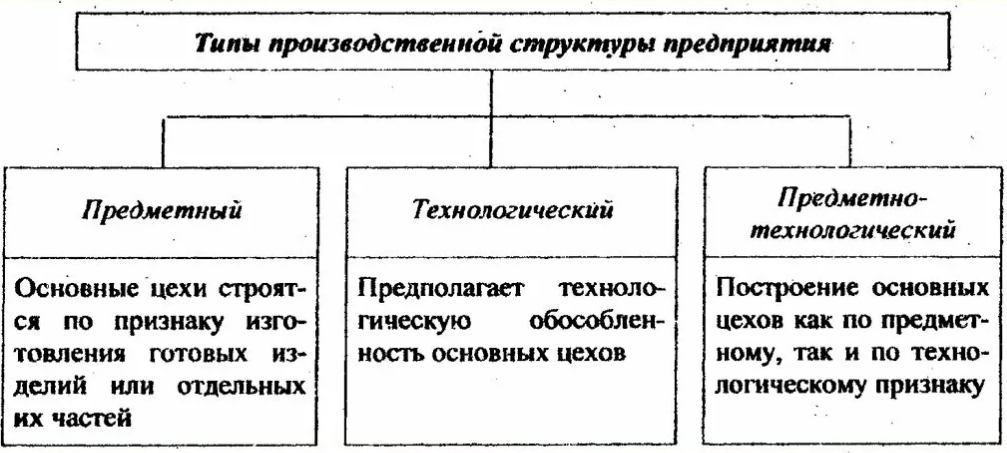 Типы производственной структуры предприятия
Предметный
Основные цехи строят-
ся по признаку изго-
товления готовых из-
делий или отдельных
их частей
Технологический
Предполагает техноло-
гическую обособлен-
ность основных цехов
Предметно-
технологический
Построение основных
цехов как по предмет-
ному, так и по техно-
логическому признаку